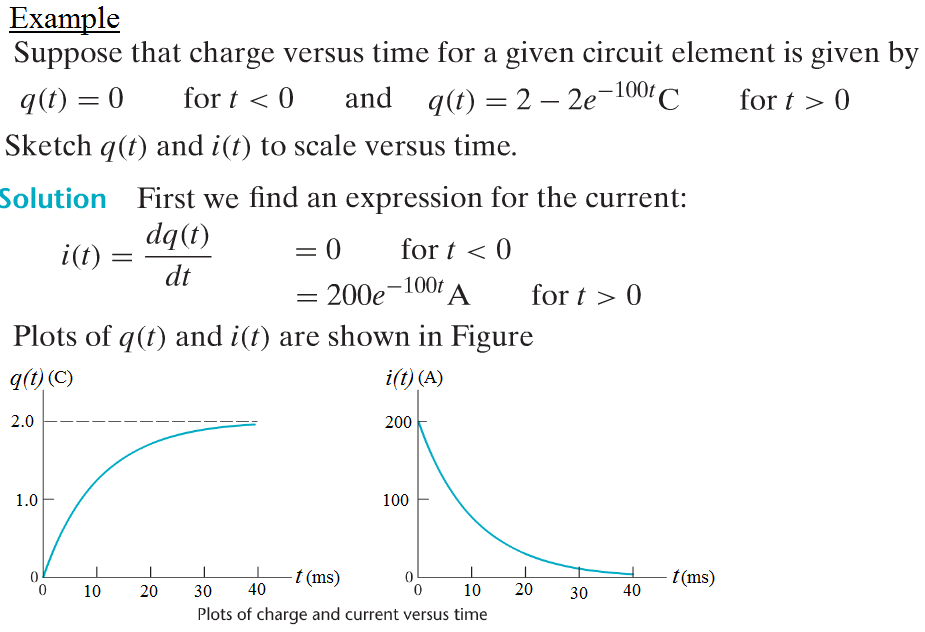 Example
Suppose that charge versus time for a given circuit element is given by
q(t) = 0 for t < 0 and q(t) = 2 − 2e^{−100t} C for t > 0
Sketch q(t) and i(t) to scale versus time.
Solution First we find an expression for the current:
i(t) = dq(t)/dt = 0 for t < 0
= 200e^{−100t} A for t > 0
Plots of q(t) and i(t) are shown in Figure
q(t) (C) i(t) (A)
2.0 200
1.0 100
0 t (ms) 0 t (ms)
0 10 20 30 40 0 10 20 30 40
Plots of charge and current versus time